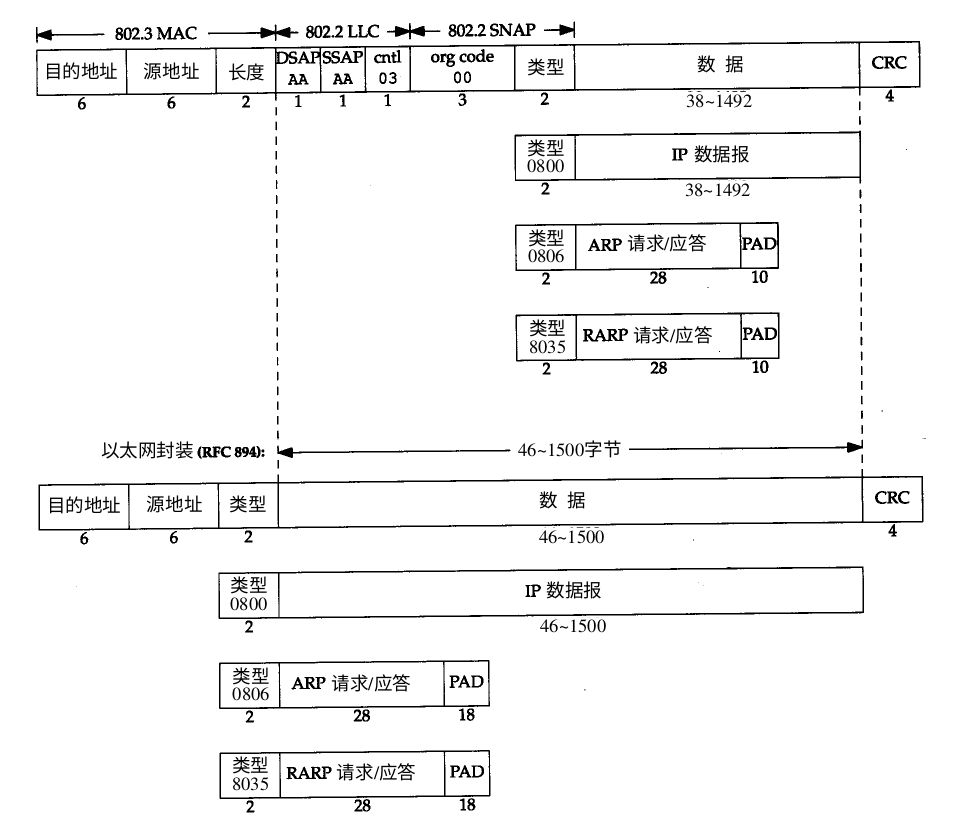 802.3 MAC 802.2 LLC 802.2 SNAP
目的地址 源地址 长度 DSAP AA SSAP AA cntl 03 org code 00 类型 数 据 CRC
6 6 2 1 1 1 3 2 38~1492 4
类型 0800 IP 数据报
2 38~1492
类型 0806 ARP 请求/应答 PAD
2 28 10
类型 8035 RARP 请求/应答 PAD
2 28 10
以太网封装 (RFC 894): 46~1500字节
目的地址 源地址 类型 数 据 CRC
6 6 2 46~1500 4
类型 0800 IP 数据报
2 46~1500
类型 0806 ARP 请求/应答 PAD
2 28 18
类型 8035 RARP 请求/应答 PAD
2 28 18